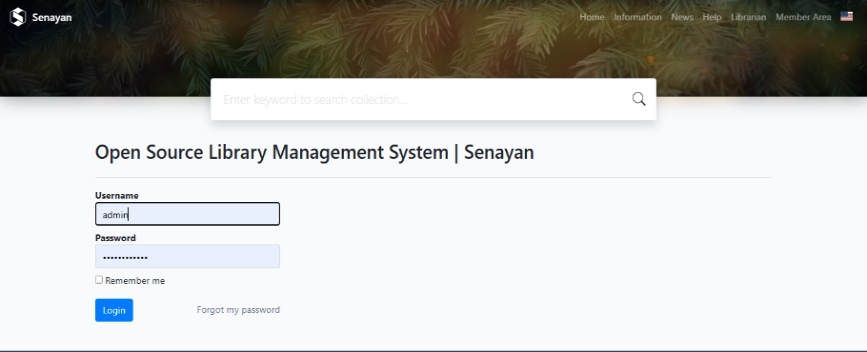 Senayan
Home Information News Help Librarian Member Area
Enter keyword to search collection...
Open Source Library Management System | Senayan
Username
admin
Password
••••••••••••
Remember me
Login Forgot my password